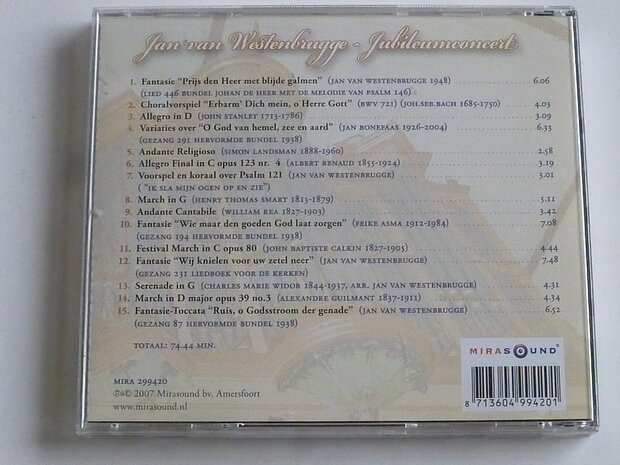 Jan van Westenbrugge - Jubileumconcert
1. Fantasie "Prijs den Heer met blijde galmen" (JAN VAN WESTENBRUGGE 1948) 6.06
(LIED 446 BUNDEL JOHAN DE HEER MET DE MELODIE VAN PSALM 146)
2. Choralvorspiel "Erbarm' Dich mein, o Herre Gott" (BWV 721) (JOH.SEB.BACH 1685-1750) 4.03
3. Allegro in D (JOHN STANLEY 1713-1786) 3.09
4. Variaties over "O God van hemel, zee en aard" (JAN BONEFAAS 1926-2004) 6.33
(GEZANG 291 HERVORMDE BUNDEL 1938)
5. Andante Religioso (SIMON LANDSMAN 1888-1960) 2.58
6. Allegro Final in C opus 123 nr. 4 (ALBERT RENAUD 1855-1924) 3.19
7. Voorspel en koraal over Psalm 121 (JAN VAN WESTENBRUGGE) 3.01
("IK SLA MIJN OGEN OP EN ZIE")
8. March in G (HENRY THOMAS SMART 1813-1879) 5.11
9. Andante Cantabile (WILLIAM REA 1827-1903) 3.42
10. Fantasie "Wie maar den goeden God laat zorgen" (FEIKE ASMA 1912-1984) 7.08
(GEZANG 194 HERVORMDE BUNDEL 1938)
11. Festival March in C opus 80 (JOHN BAPTISTE CALKIN 1827-1905) 4.44
12. Fantasie "Wij knielen voor uw zetel neer" (JAN VAN WESTENBRUGGE) 7.48
(GEZANG 231 LIEDBOEK VOOR DE KERKEN)
13. Serenade in G (CHARLES MARIE WIDOR 1844-1937, ARR. JAN VAN WESTENBRUGGE) 4.31
14. March in D major opus 39 no.3 (ALEXANDRE GUILMANT 1837-1911) 4.34
15. Fantasie-Toccata "Ruis, o Godsstroom der genade" (JAN VAN WESTENBRUGGE) 6.52
(GEZANG 87 HERVORMDE BUNDEL 1938)
TOTAAL: 74.44 MIN.
MIRASOUND
MIRA 299420
℗&© 2007 Mirasound bv, Amersfoort
www.mirasound.nl
8 713604 994201